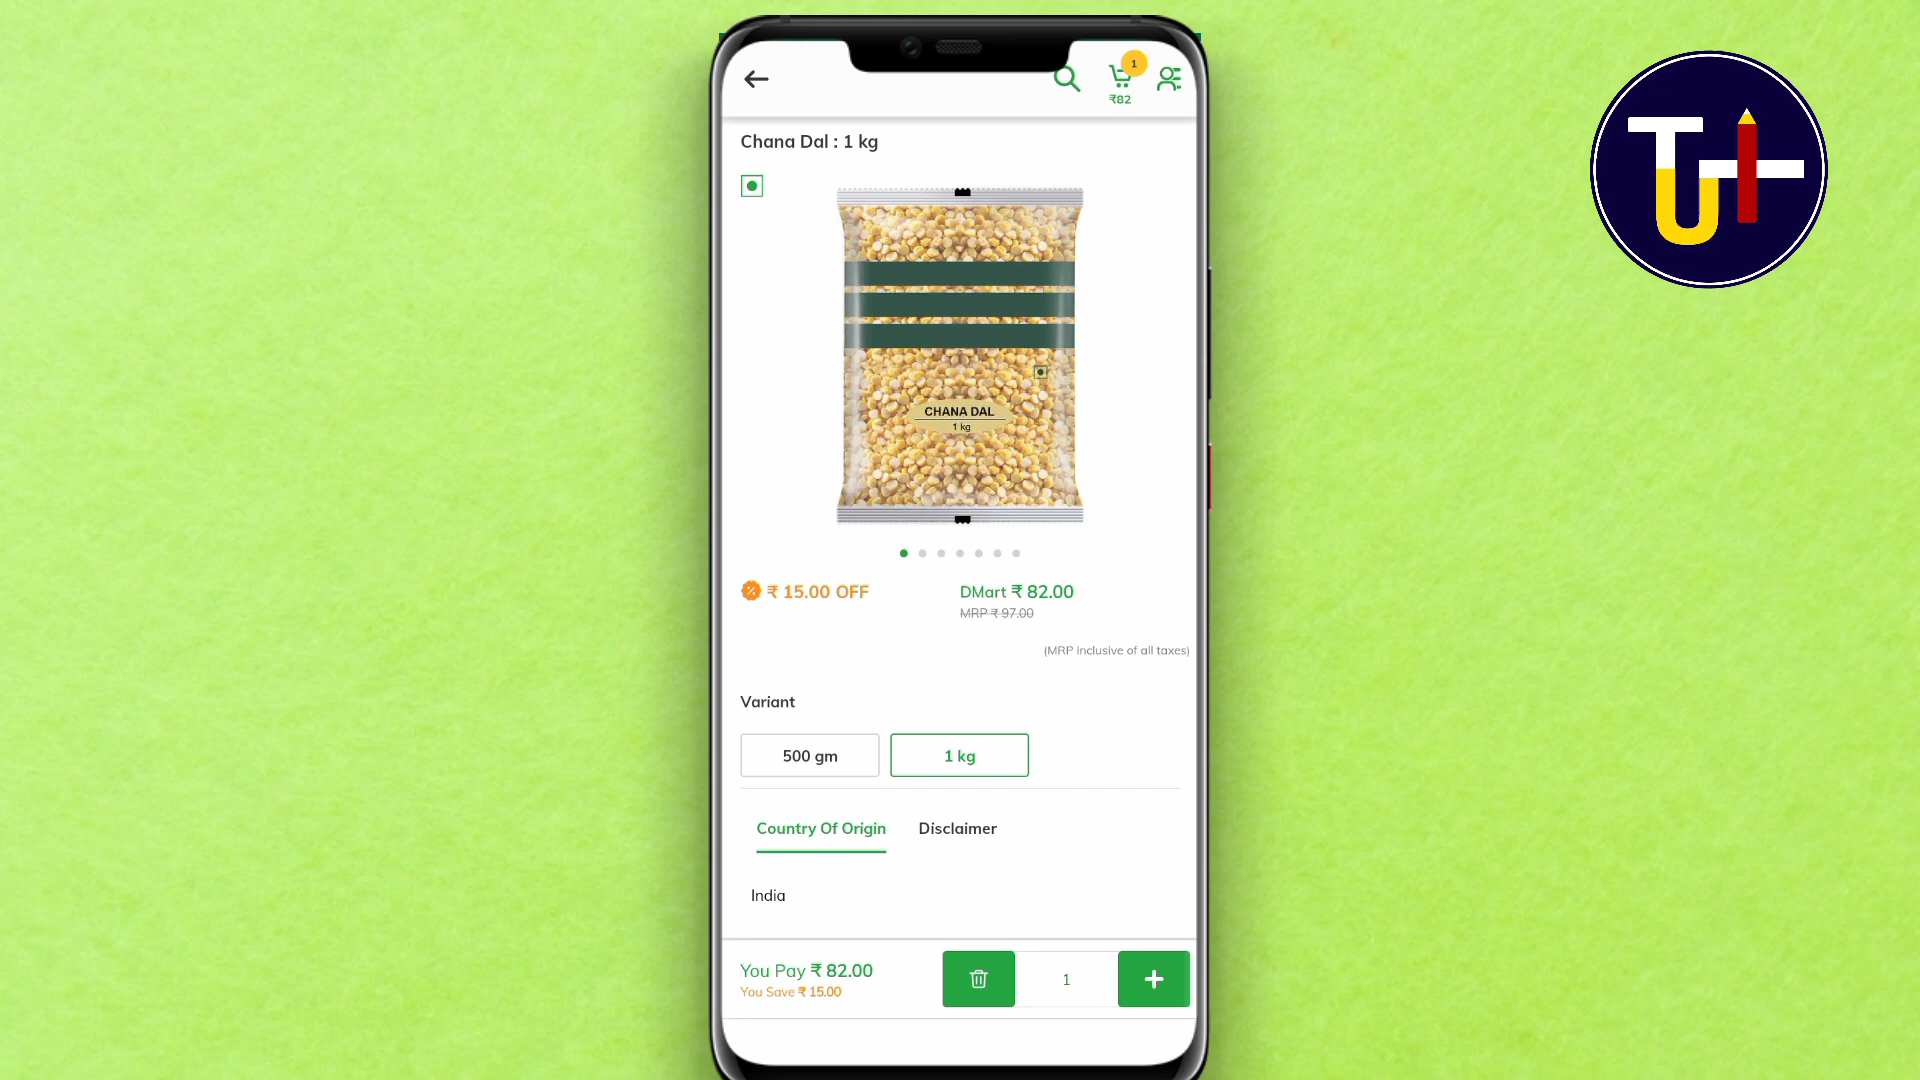 1
₹82
Chana Dal : 1 kg
CHANA DAL
1 kg
₹ 15.00 OFF
DMart ₹ 82.00
MRP ₹ 97.00
(MRP inclusive of all taxes)
Variant
500 gm
1 kg
Country Of Origin
Disclaimer
India
You Pay ₹ 82.00
You Save ₹ 15.00
1
TUT